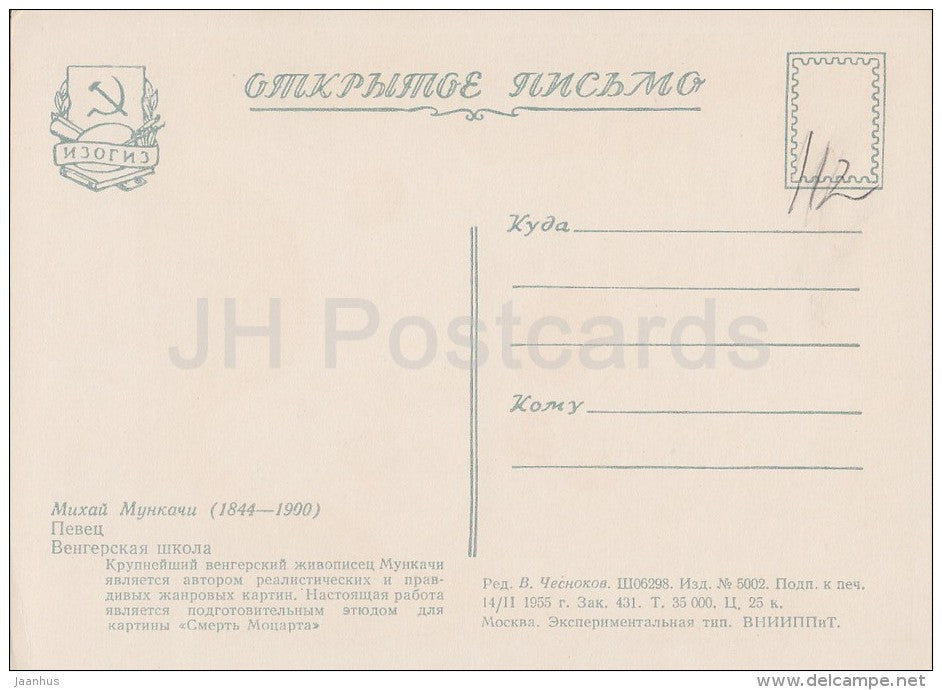 ОТКРЫТОЕ ПИСЬМО
ИЗОГИЗ
112
Куда
JH Postcards
Кому
Михай Мункачи (1844—1900)
Певец
Венгерская школа
Крупнейший венгерский живописец Мункачи
является автором реалистических и прав-
дивых жанровых картин. Настоящая работа
является подготовительным этюдом для
картины «Смерть Моцарта»
Ред. В. Чесноков. Ш06298. Изд. № 5002. Подп. к печ.
14/II 1955 г. Зак. 431. Т. 35 000. Ц. 25 к.
Москва. Экспериментальная тип. ВНИИППиТ.
jaanhus
delcampe.net